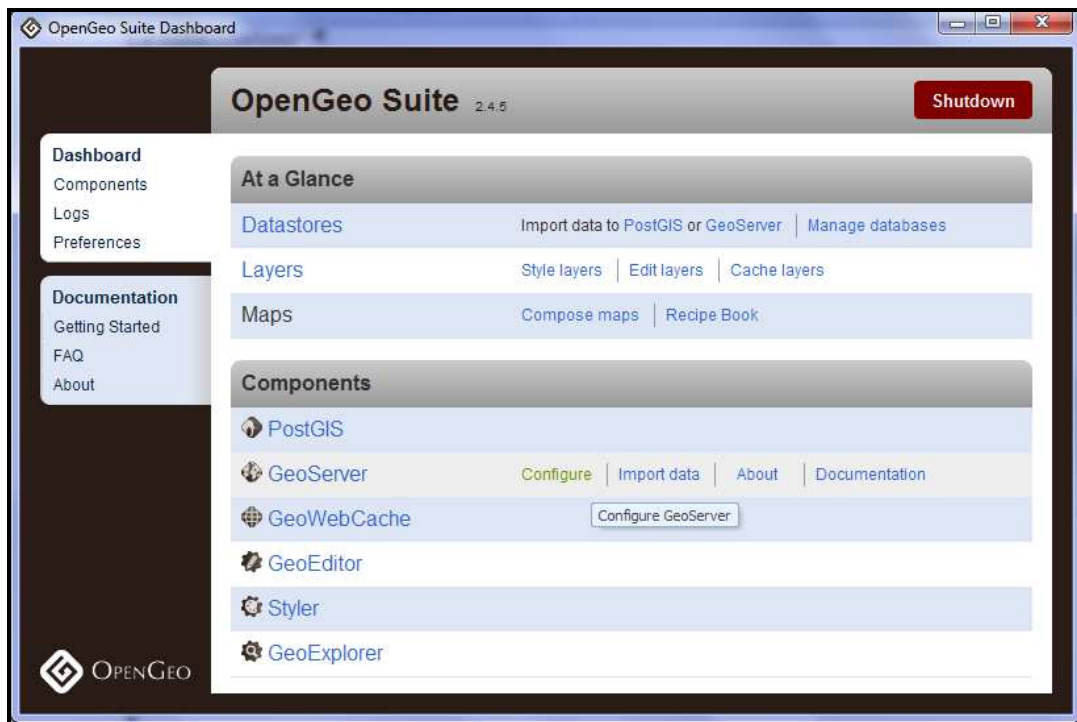 OpenGeo Suite Dashboard
OpenGeo Suite 2.4.5
Shutdown
Dashboard
Components
Logs
Preferences
Documentation
Getting Started
FAQ
About
At a Glance
Datastores Import data to PostGIS or GeoServer Manage databases
Layers Style layers Edit layers Cache layers
Maps Compose maps Recipe Book
Components
PostGIS
GeoServer Configure Import data About Documentation
Configure GeoServer
GeoWebCache
GeoEditor
Styler
GeoExplorer
OPENGEO